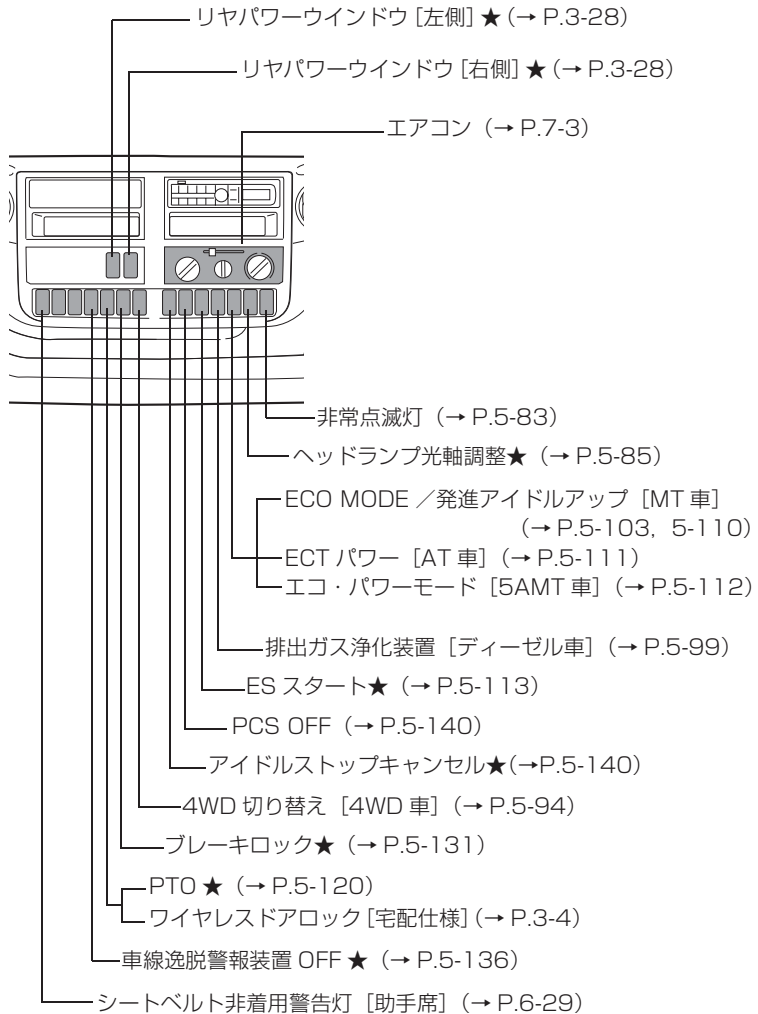 リヤパワーウインドウ［左側］★（→ P.3-28）
リヤパワーウインドウ［右側］★（→ P.3-28）
エアコン（→ P.7-3）
非常点滅灯（→ P.5-83）
ヘッドランプ光軸調整★（→ P.5-85）
ECO MODE ／発進アイドルアップ［MT 車］
（→ P.5-103，5-110）
ECT パワー［AT 車］（→ P.5-111）
エコ・パワーモード［5AMT 車］（→ P.5-112）
排出ガス浄化装置［ディーゼル車］（→ P.5-99）
ES スタート★（→ P.5-113）
PCS OFF（→ P.5-140）
アイドルストップキャンセル★（→P.5-140）
4WD 切り替え［4WD 車］（→ P.5-94）
ブレーキロック★（→ P.5-131）
PTO ★（→ P.5-120）
ワイヤレスドアロック［宅配仕様］（→ P.3-4）
車線逸脱警報装置 OFF ★（→ P.5-136）
シートベルト非着用警告灯［助手席］（→ P.6-29）